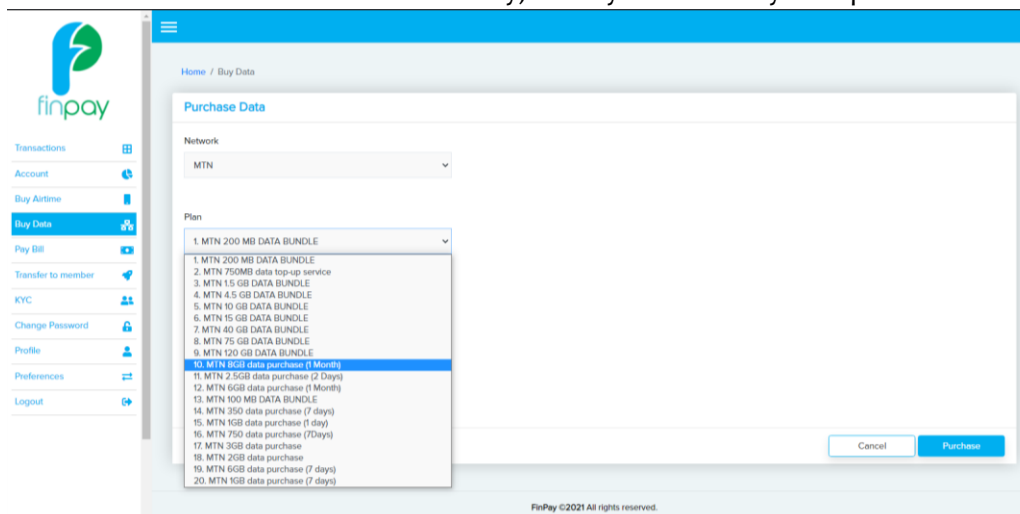 finpay
Transactions
Account
Buy Airtime
Buy Data
Pay Bill
Transfer to member
KYC
Change Password
Profile
Preferences
Logout
Home / Buy Data
Purchase Data
Network
MTN
Plan
1. MTN 200 MB DATA BUNDLE
1. MTN 200 MB DATA BUNDLE
2. MTN 750MB data top-up service
3. MTN 1.5 GB DATA BUNDLE
4. MTN 4.5 GB DATA BUNDLE
5. MTN 10 GB DATA BUNDLE
6. MTN 15 GB DATA BUNDLE
7. MTN 40 GB DATA BUNDLE
8. MTN 75 GB DATA BUNDLE
9. MTN 120 GB DATA BUNDLE
10. MTN 8GB data purchase (1 Month)
11. MTN 2.5GB data purchase (2 Days)
12. MTN 6GB data purchase (1 Month)
13. MTN 100 MB DATA BUNDLE
14. MTN 350 data purchase (7 days)
15. MTN 1GB data purchase (1 day)
16. MTN 750 data purchase (7Days)
17. MTN 3GB data purchase
18. MTN 2GB data purchase
19. MTN 6GB data purchase (7 days)
20. MTN 1GB data purchase (7 days)
Cancel
Purchase
FinPay ©2021 All rights reserved.